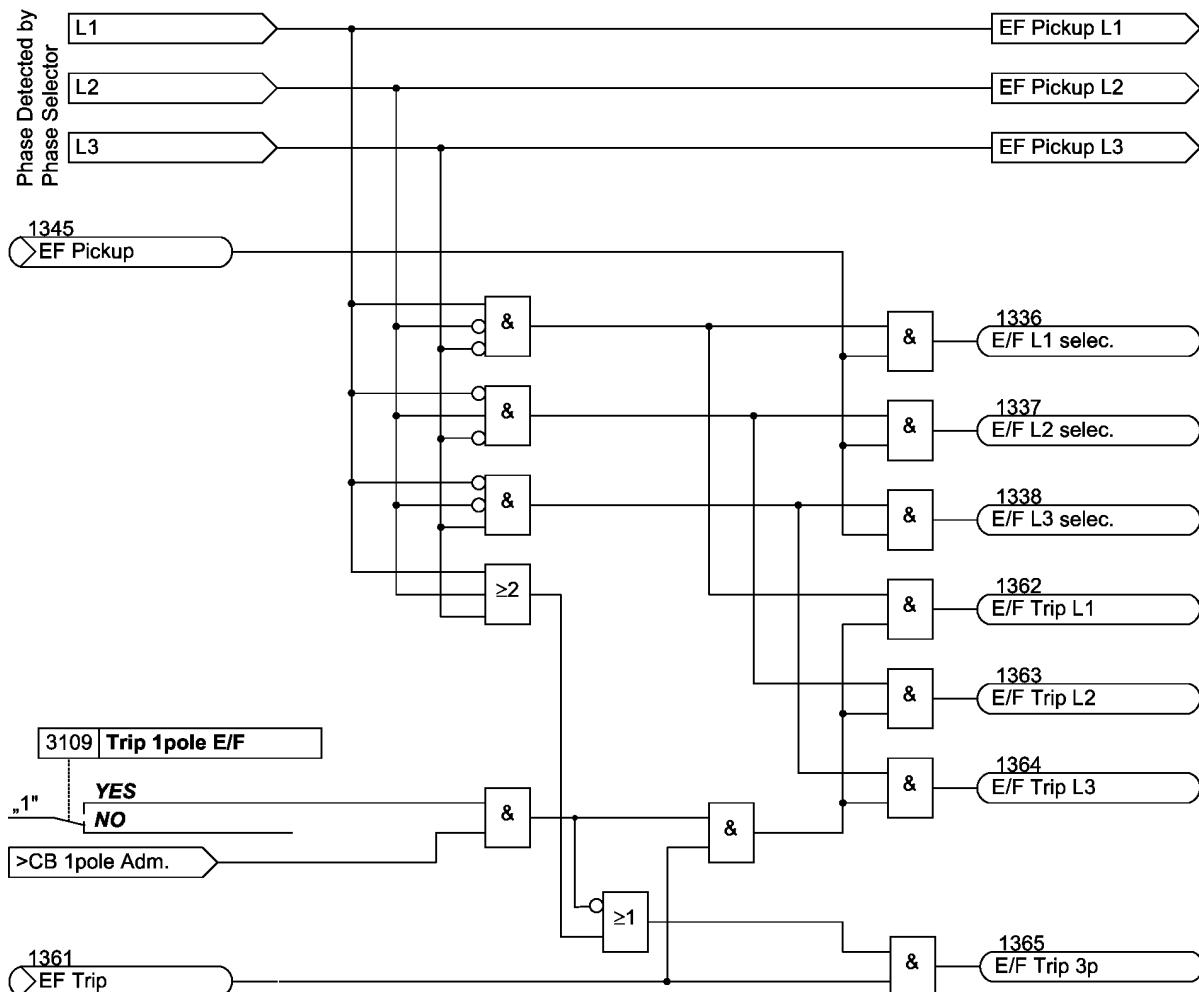 Phase Detected by
Phase Selector
L1
EF Pickup L1
L2
EF Pickup L2
L3
EF Pickup L3
1345
EF Pickup
&
&
1336
E/F L1 selec.
&
&
1337
E/F L2 selec.
&
&
1338
E/F L3 selec.
≥2
&
1362
E/F Trip L1
&
1363
E/F Trip L2
3109 Trip 1pole E/F
&
1364
E/F Trip L3
„1"
YES
NO
&
&
>CB 1pole Adm.
≥1
1361
EF Trip
&
1365
E/F Trip 3p